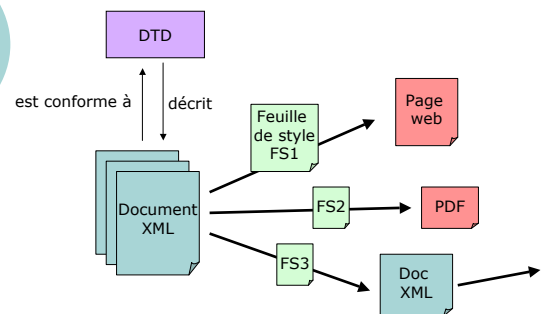 DTD
est conforme à
décrit
Feuille
de style
FS1
Page
web
Document
XML
FS2
PDF
FS3
Doc
XML